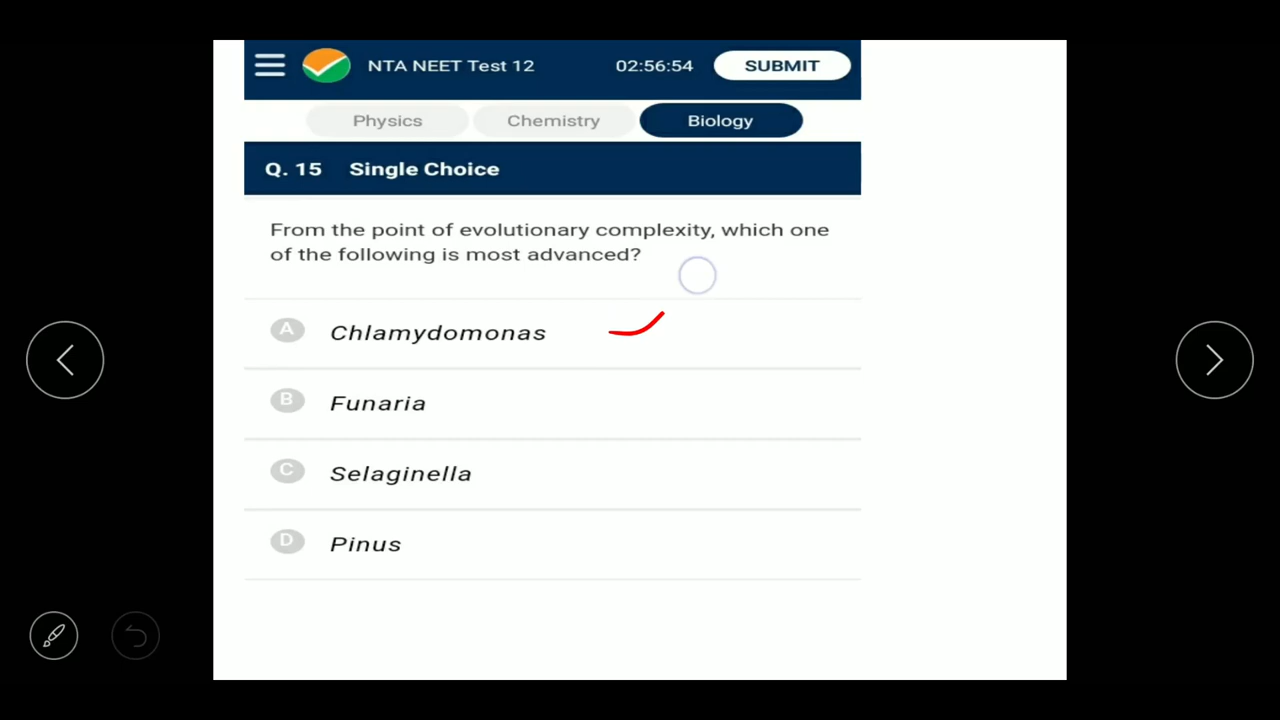 NTA NEET Test 12 02:56:54 SUBMIT
Physics Chemistry Biology
Q. 15 Single Choice
From the point of evolutionary complexity, which one
of the following is most advanced?
A Chlamydomonas
B Funaria
C Selaginella
D Pinus